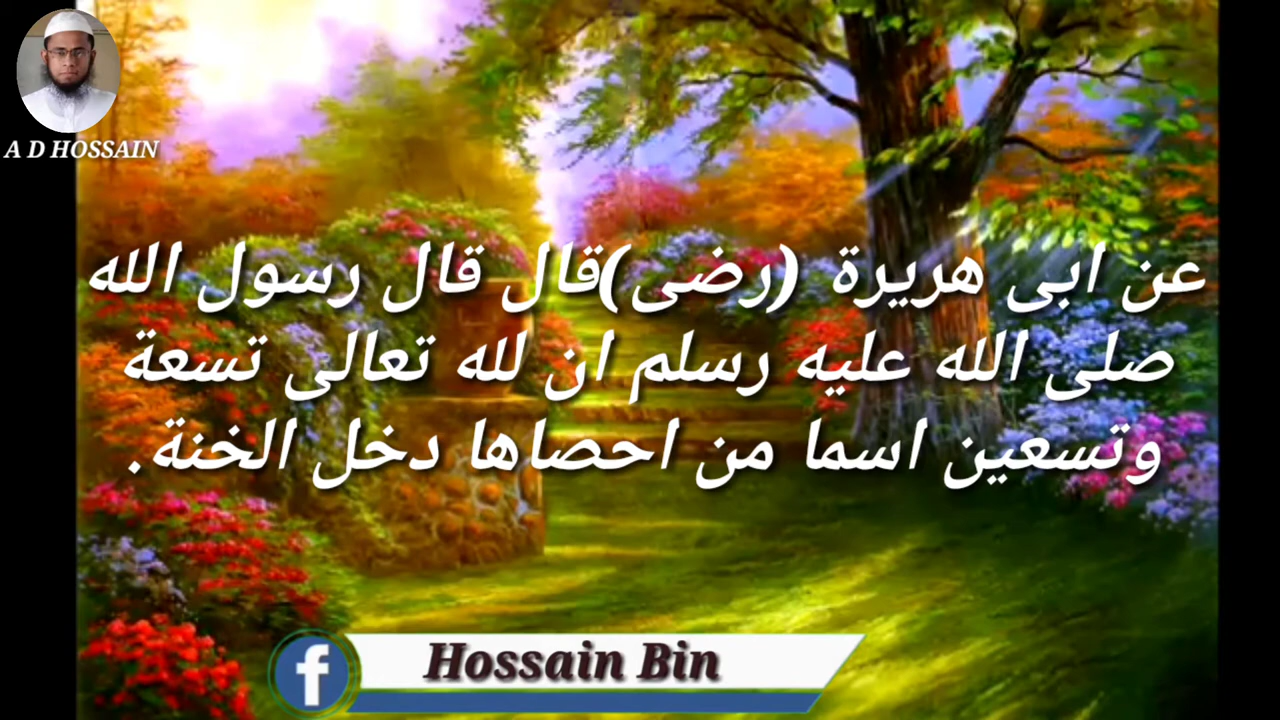 A D HOSSAIN
عن ابى هريرة (رضى)قال قال رسول الله
صلى الله عليه رسلم ان لله تعالى تسعة
وتسعين اسما من احصاها دخل الخنة.
Hossain Bin